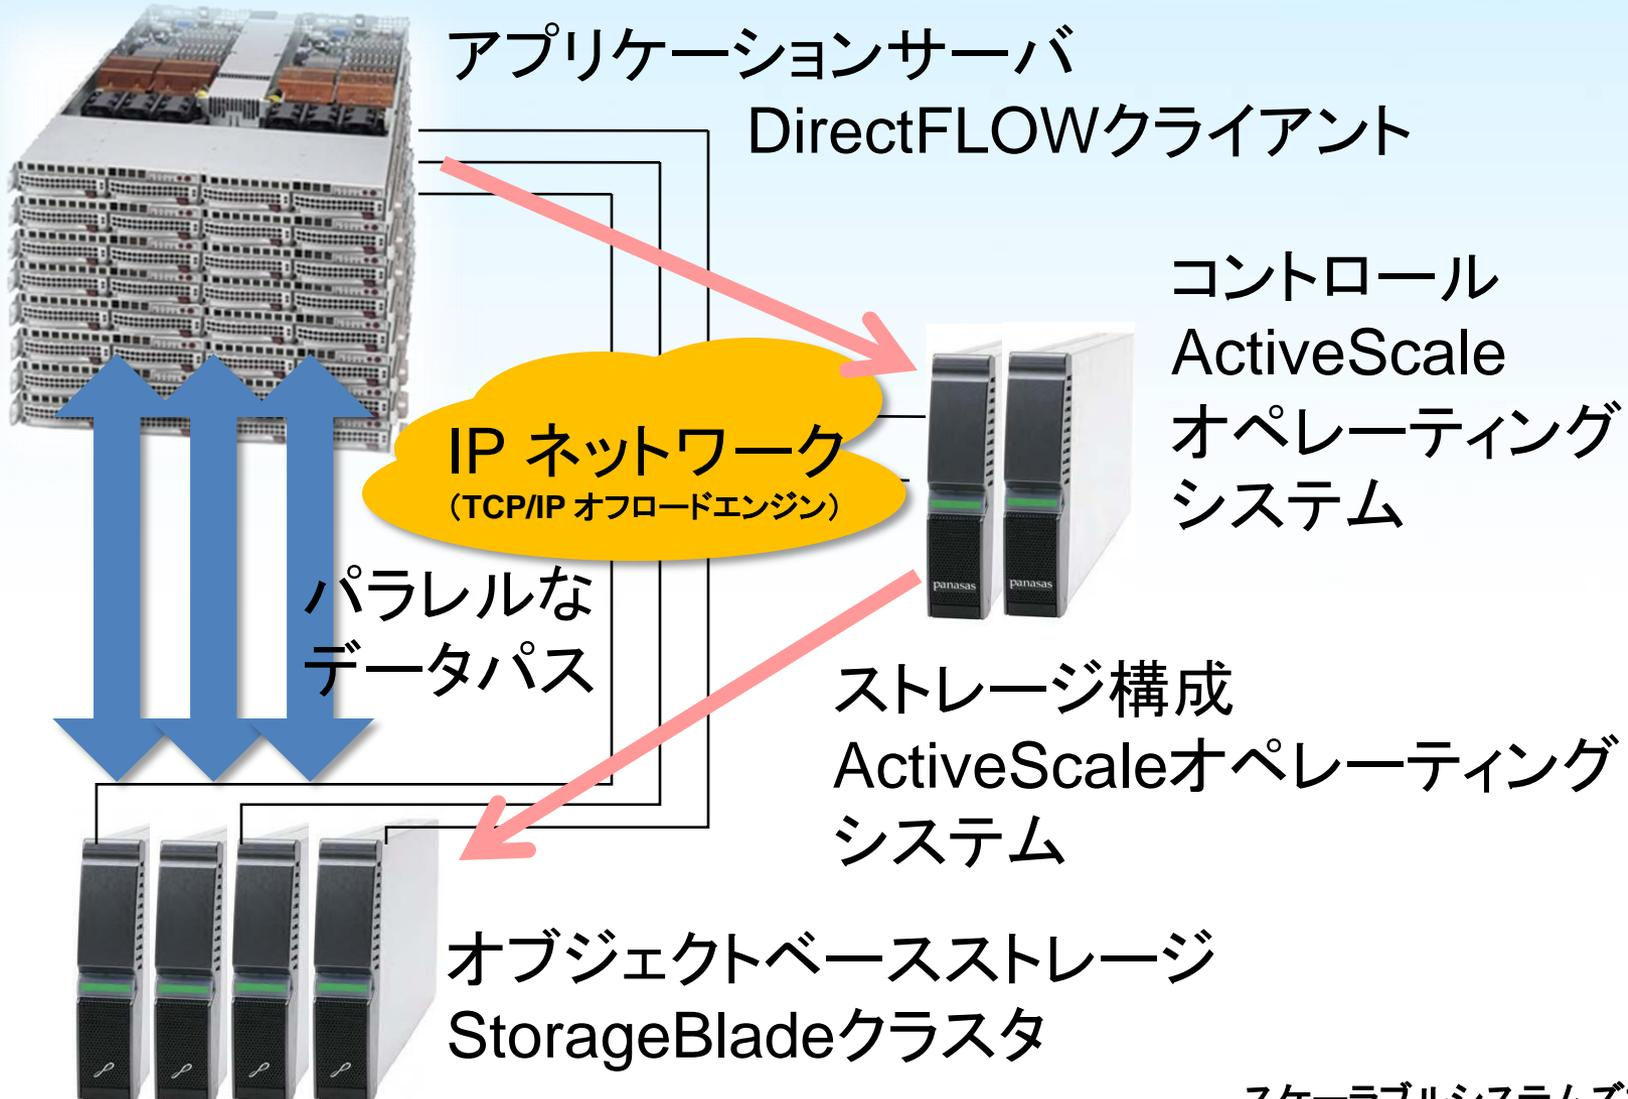 アプリケーションサーバ
DirectFLOWクライアント
コントロール
ActiveScale
オペレーティング
システム
IP ネットワーク
（TCP/IP オフロードエンジン）
panasas
panasas
パラレルな
データパス
ストレージ構成
ActiveScaleオペレーティング
システム
オブジェクトベースストレージ
StorageBladeクラスタ